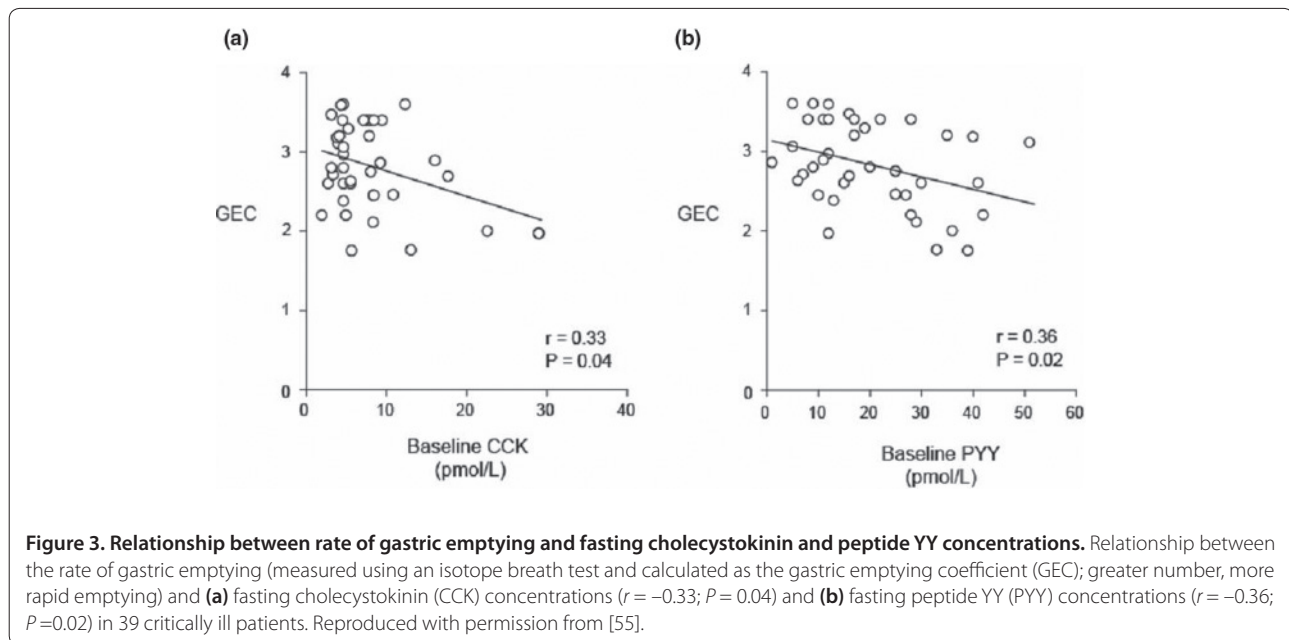 (a)
4
3
GEC
2
1
0
r = 0.33
P = 0.04
0 10 20 30 40
Baseline CCK
(pmol/L)
(b)
4
3
GEC
2
1
0
r = 0.36
P = 0.02
0 10 20 30 40 50 60
Baseline PYY
(pmol/L)
Figure 3. Relationship between rate of gastric emptying and fasting cholecystokinin and peptide YY concentrations. Relationship between
the rate of gastric emptying (measured using an isotope breath test and calculated as the gastric emptying coefficient (GEC); greater number, more
rapid emptying) and (a) fasting cholecystokinin (CCK) concentrations (r = –0.33; P = 0.04) and (b) fasting peptide YY (PYY) concentrations (r = –0.36;
P =0.02) in 39 critically ill patients. Reproduced with permission from [55].